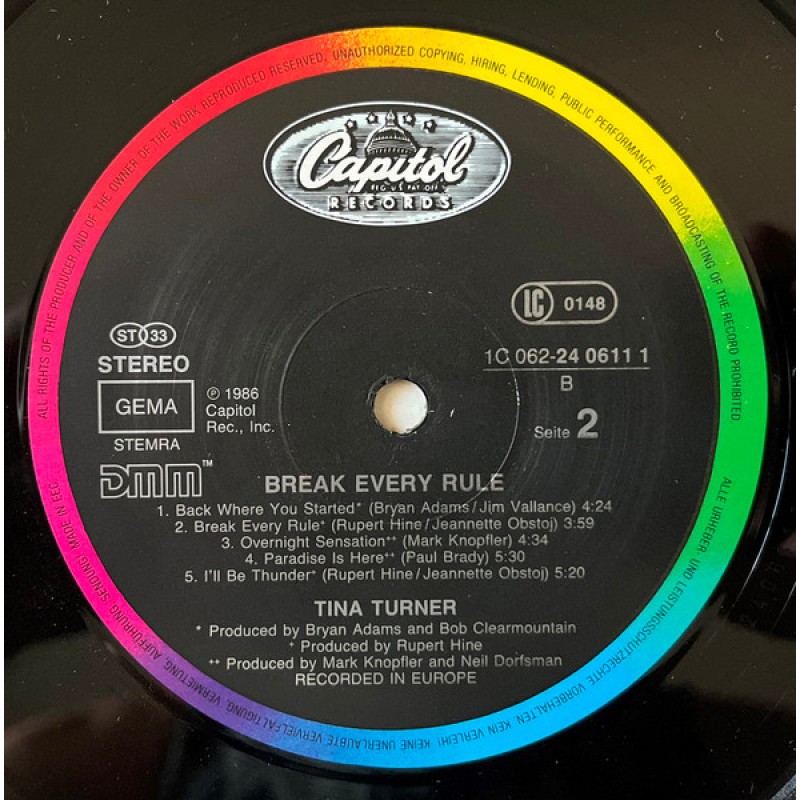 ALL RIGHTS OF THE PRODUCER AND OF THE OWNER OF THE WORK REPRODUCED RESERVED. UNAUTHORIZED COPYING, HIRING, LENDING, PUBLIC PERFORMANCE AND BROADCASTING OF THE RECORD PROHIBITED.
Capitol
RECORDS
LC 0148
ST 33
STEREO
GEMA
STEMRA
DMM™
℗ 1986
Capitol
Rec., Inc.
1C 062-24 0611 1
B
Seite 2
BREAK EVERY RULE
1. Back Where You Started* (Bryan Adams/Jim Vallance) 4:24
2. Break Every Rule⁺ (Rupert Hine/Jeannette Obstoj) 3:59
3. Overnight Sensation⁺⁺ (Mark Knopfler) 4:34
4. Paradise Is Here⁺⁺ (Paul Brady) 5:30
5. I'll Be Thunder⁺ (Rupert Hine/Jeannette Obstoj) 5:20
TINA TURNER
* Produced by Bryan Adams and Bob Clearmountain
⁺ Produced by Rupert Hine
⁺⁺ Produced by Mark Knopfler and Neil Dorfsman
RECORDED IN EUROPE
ALLE URHEBER- UND LEISTUNGSSCHUTZRECHTE VORBEHALTEN. KEIN VERLEIH! KEINE UNERLAUBTE VERVIELFÄLTIGUNG, VERMIETUNG, AUFFÜHRUNG, SENDUNG. MADE IN EEC.